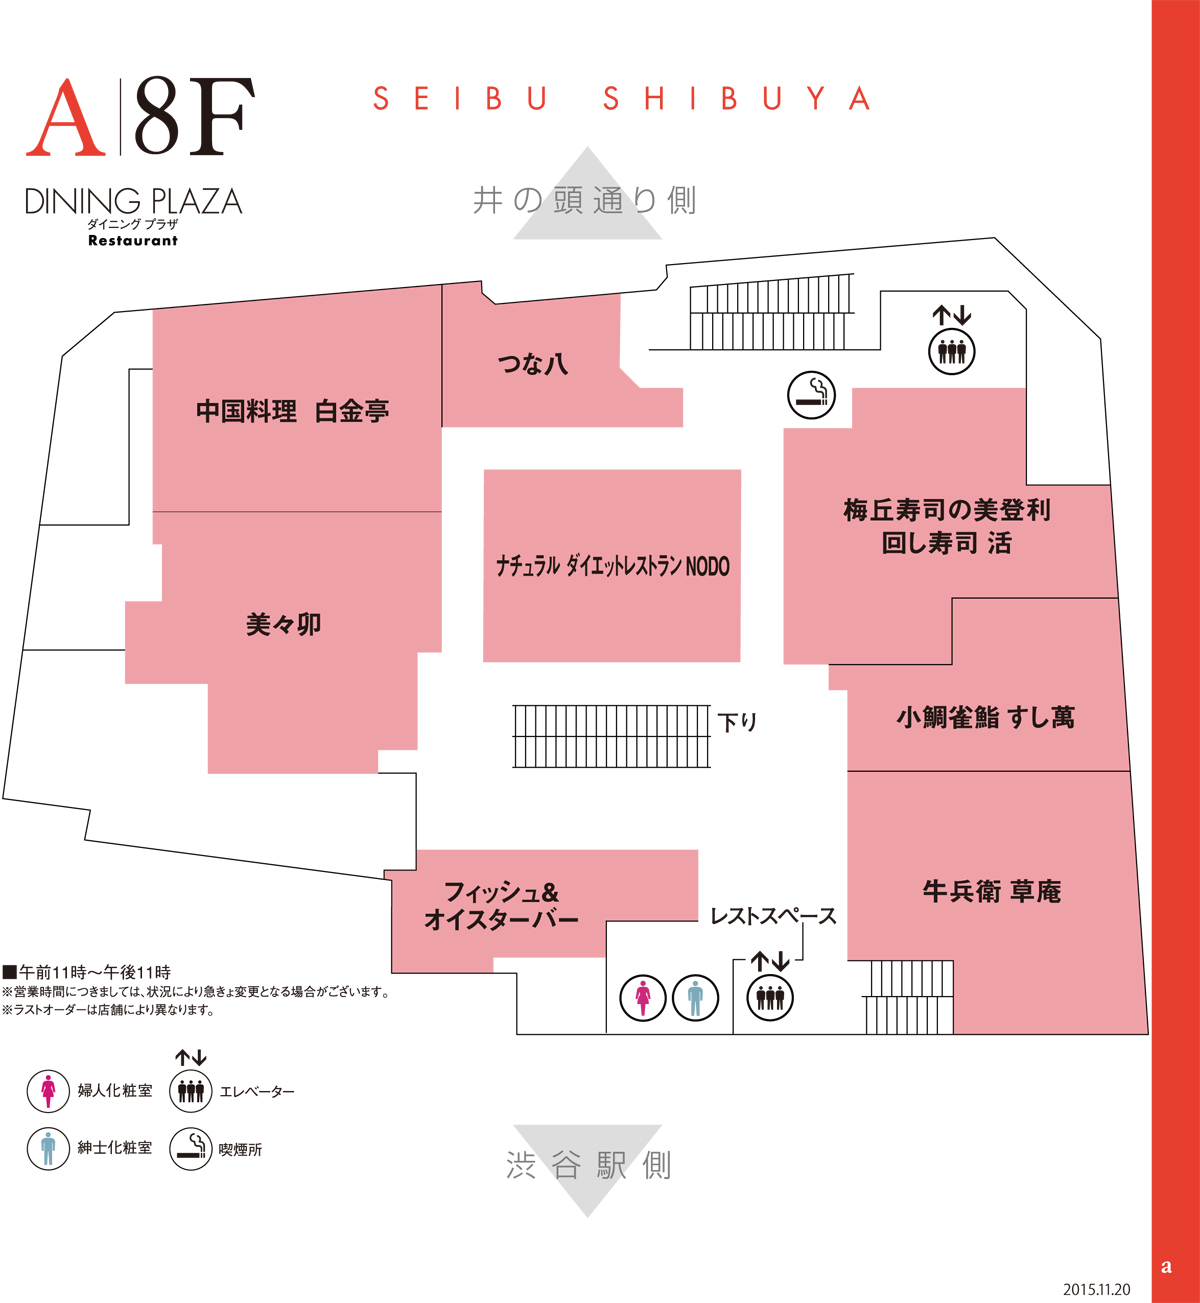 A|8F
SEIBU SHIBUYA
DINING PLAZA
ダイニング プラザ
Restaurant
井の頭通り側
つな八
中国料理 白金亭
梅丘寿司の美登利
回し寿司 活
ナチュラル ダイエットレストラン NODO
美々卯
小鯛雀鮨 すし萬
下り
フィッシュ&
オイスターバー
牛兵衛 草庵
レストスペース
■午前11時～午後11時
※営業時間につきましては、状況により急きょ変更となる場合がございます。
※ラストオーダーは店舗により異なります。
婦人化粧室
エレベーター
紳士化粧室
喫煙所
渋谷駅側
a
2015.11.20